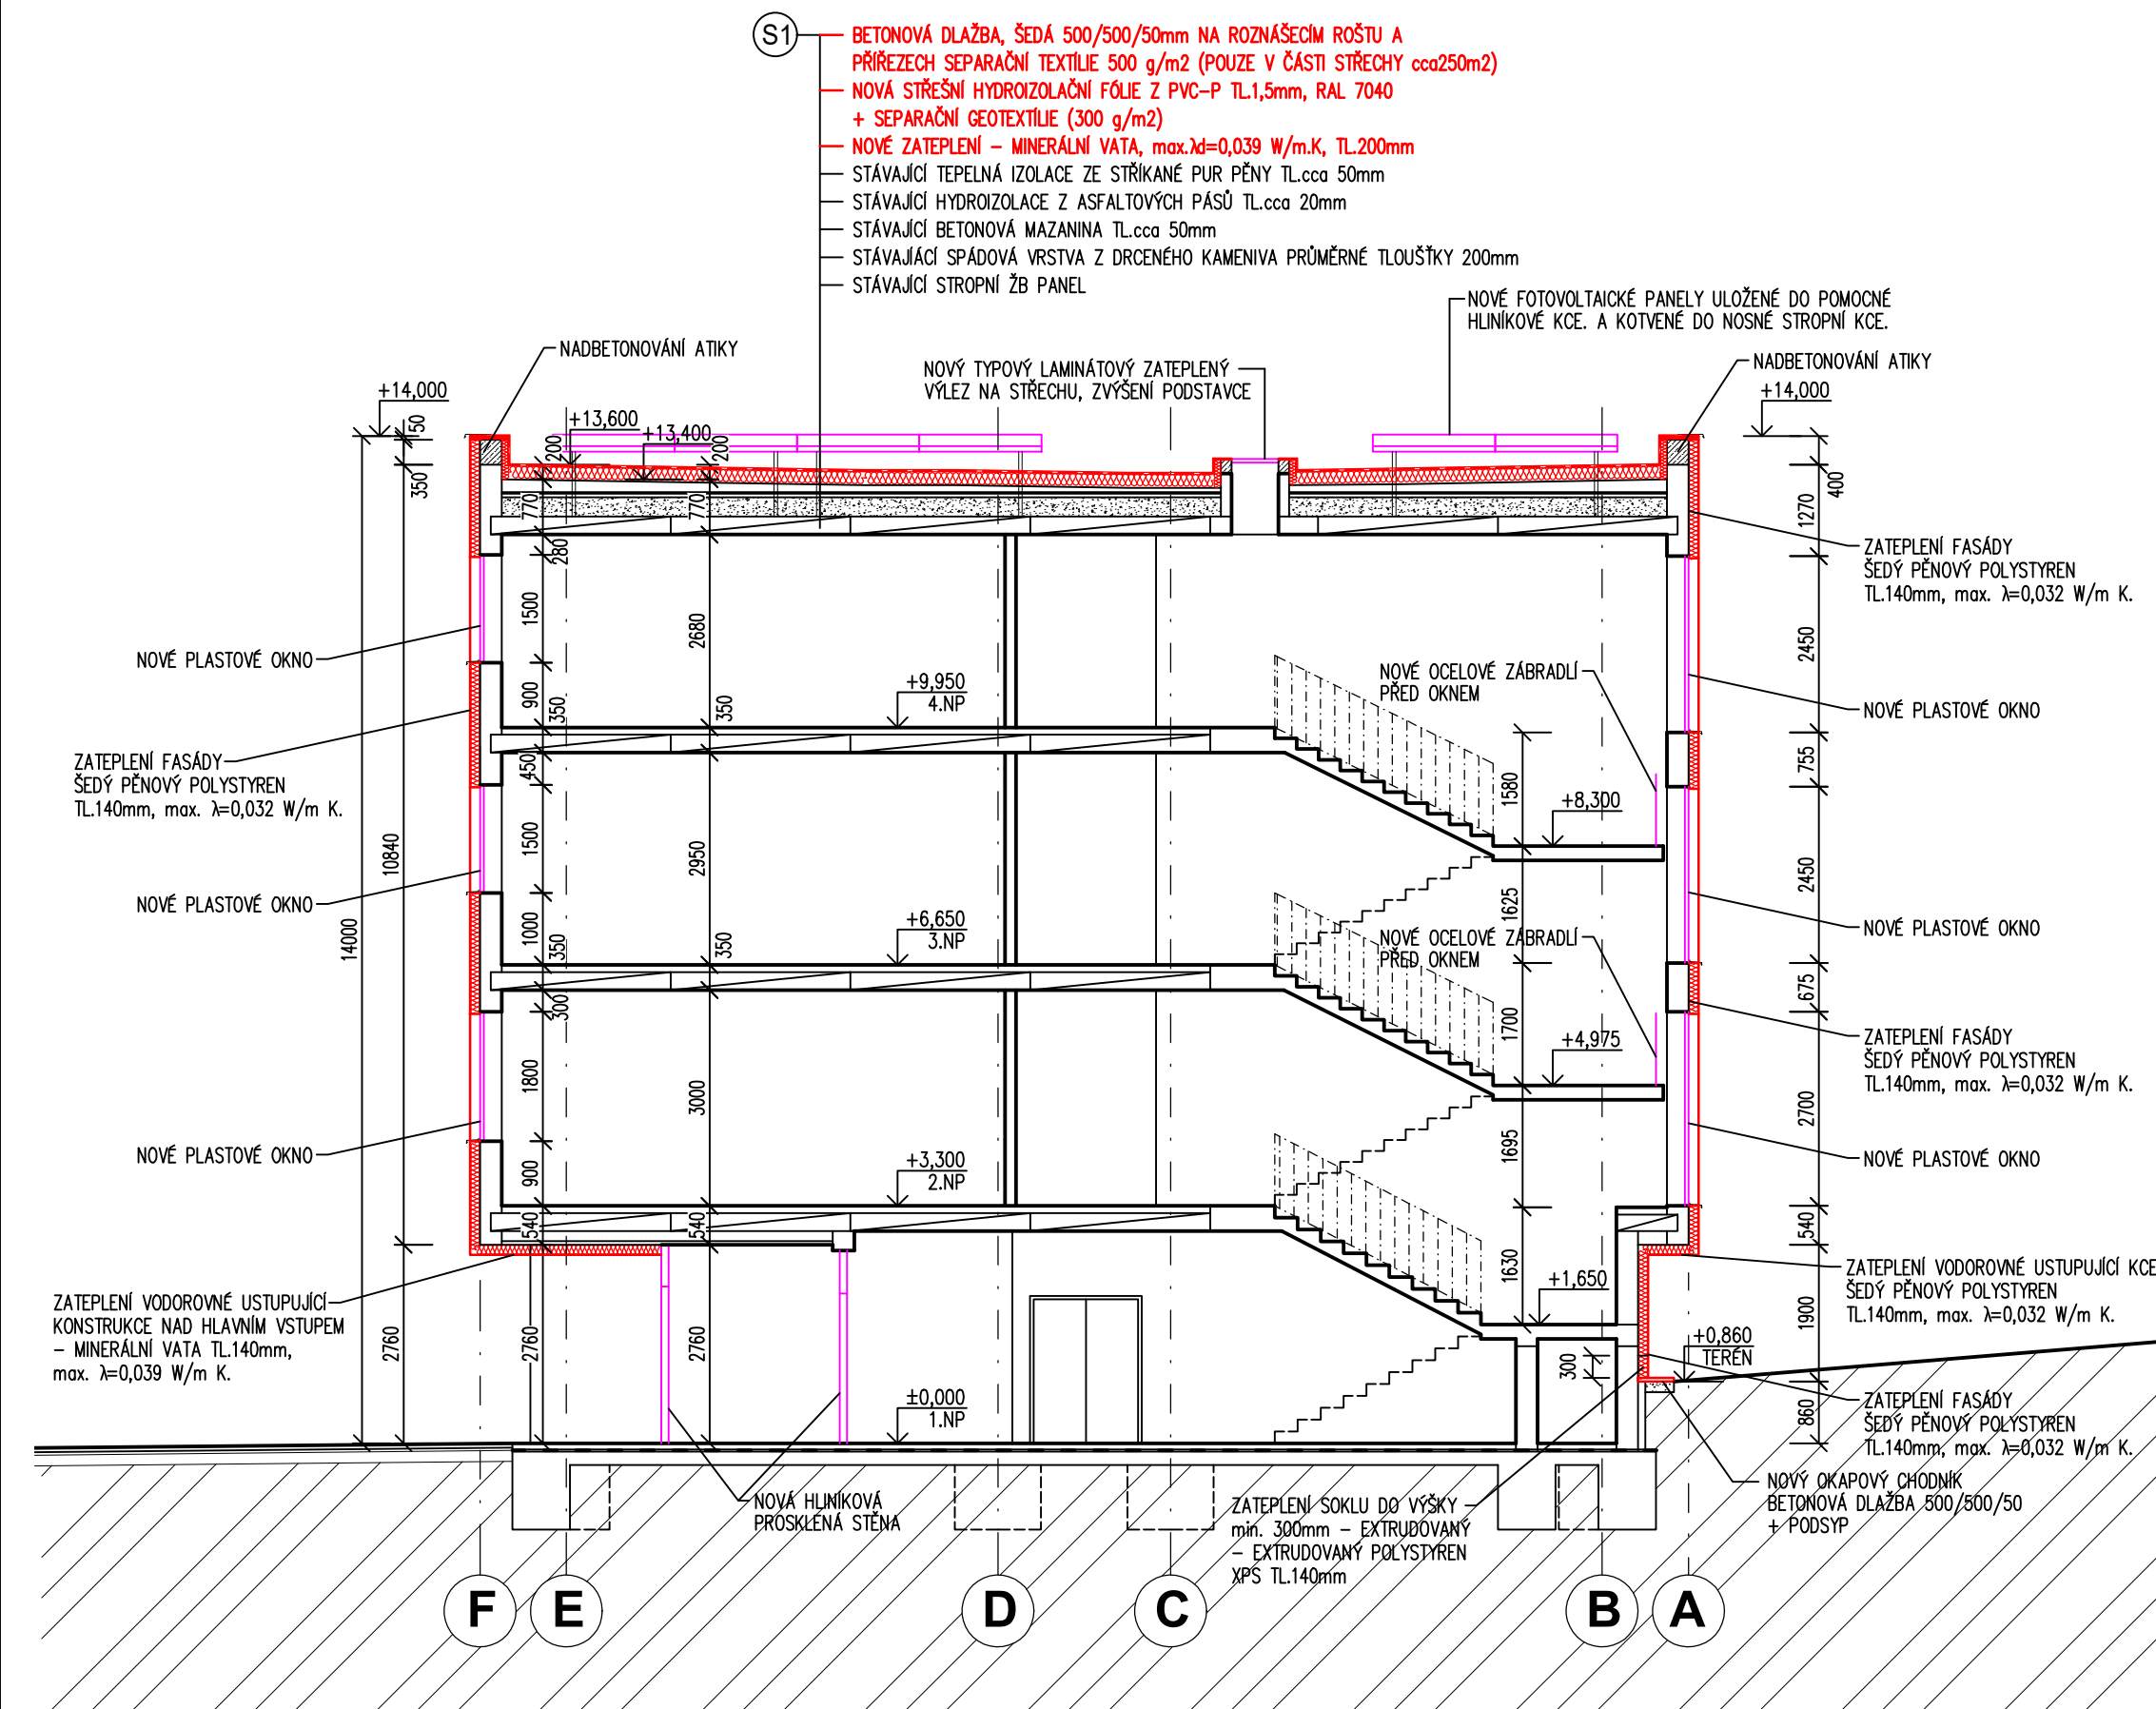 S1
BETONOVÁ DLAŽBA, ŠEDÁ 500/500/50mm NA ROZNÁŠECÍM ROŠTU A
PŘÍŘEZECH SEPARAČNÍ TEXTÍLIE 500 g/m2 (POUZE V ČÁSTI STŘECHY cca250m2)
NOVÁ STŘEŠNÍ HYDROIZOLAČNÍ FÓLIE Z PVC-P TL.1,5mm, RAL 7040
+ SEPARAČNÍ GEOTEXTÍLIE (300 g/m2)
NOVÉ ZATEPLENÍ – MINERÁLNÍ VATA, max.λd=0,039 W/m.K, TL.200mm
STÁVAJÍCÍ TEPELNÁ IZOLACE ZE STŘÍKANÉ PUR PĚNY TL.cca 50mm
STÁVAJÍCÍ HYDROIZOLACE Z ASFALTOVÝCH PÁSŮ TL.cca 20mm
STÁVAJÍCÍ BETONOVÁ MAZANINA TL.cca 50mm
STÁVAJÍÁCÍ SPÁDOVÁ VRSTVA Z DRCENÉHO KAMENIVA PRŮMĚRNÉ TLOUŠŤKY 200mm
STÁVAJÍCÍ STROPNÍ ŽB PANEL
NOVÉ FOTOVOLTAICKÉ PANELY ULOŽENÉ DO POMOCNÉ
HLINÍKOVÉ KCE. A KOTVENÉ DO NOSNÉ STROPNÍ KCE.
NADBETONOVÁNÍ ATIKY
NOVÝ TYPOVÝ LAMINÁTOVÝ ZATEPLENÝ
VÝLEZ NA STŘECHU, ZVÝŠENÍ PODSTAVCE
NADBETONOVÁNÍ ATIKY
+14,000
+14,000
+13,600
+13,400
50
200
200
350
400
770
770
1270
280
ZATEPLENÍ FASÁDY
ŠEDÝ PĚNOVÝ POLYSTYREN
TL.140mm, max. λ=0,032 W/m K.
1500
2680
2450
NOVÉ PLASTOVÉ OKNO
NOVÉ OCELOVÉ ZÁBRADLÍ
PŘED OKNEM
+9,950
4.NP
900
350
350
NOVÉ PLASTOVÉ OKNO
ZATEPLENÍ FASÁDY
ŠEDÝ PĚNOVÝ POLYSTYREN
TL.140mm, max. λ=0,032 W/m K.
450
755
1580
+8,300
10840
1500
2950
2450
NOVÉ PLASTOVÉ OKNO
1625
14000
1000
350
350
+6,650
3.NP
NOVÉ OCELOVÉ ZÁBRADLÍ
PŘED OKNEM
NOVÉ PLASTOVÉ OKNO
300
675
1700
+4,975
ZATEPLENÍ FASÁDY
ŠEDÝ PĚNOVÝ POLYSTYREN
TL.140mm, max. λ=0,032 W/m K.
1800
3000
2700
1695
NOVÉ PLASTOVÉ OKNO
NOVÉ PLASTOVÉ OKNO
+3,300
2.NP
900
540
540
540
1630
+1,650
ZATEPLENÍ VODOROVNÉ USTUPUJÍCÍ KCE
ŠEDÝ PĚNOVÝ POLYSTYREN
TL.140mm, max. λ=0,032 W/m K.
ZATEPLENÍ VODOROVNÉ USTUPUJÍCÍ
KONSTRUKCE NAD HLAVNÍM VSTUPEM
– MINERÁLNÍ VATA TL.140mm,
max. λ=0,039 W/m K.
2760
2760
2760
1900
+0,860
TERÉN
300
±0,000
1.NP
860
ZATEPLENÍ FASÁDY
ŠEDÝ PĚNOVÝ POLYSTYREN
TL.140mm, max. λ=0,032 W/m K.
NOVÝ OKAPOVÝ CHODNÍK
BETONOVÁ DLAŽBA 500/500/50
+ PODSYP
NOVÁ HLINÍKOVÁ
PROSKLENÁ STĚNA
ZATEPLENÍ SOKLU DO VÝŠKY
min. 300mm – EXTRUDOVANÝ
– EXTRUDOVANÝ POLYSTYREN
XPS TL.140mm
F
E
D
C
B
A